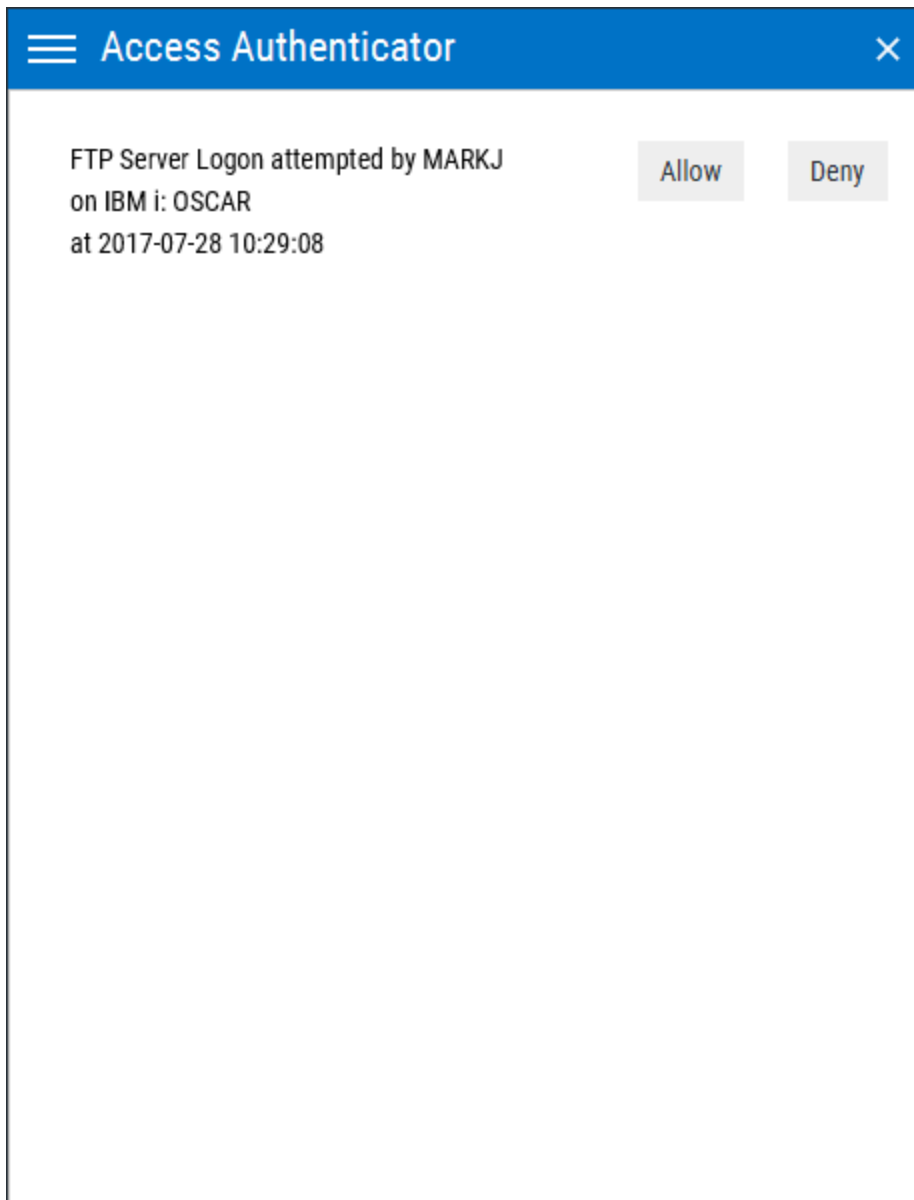 Access Authenticator
FTP Server Logon attempted by MARKJ
on IBM i: OSCAR
at 2017-07-28 10:29:08
Allow
Deny